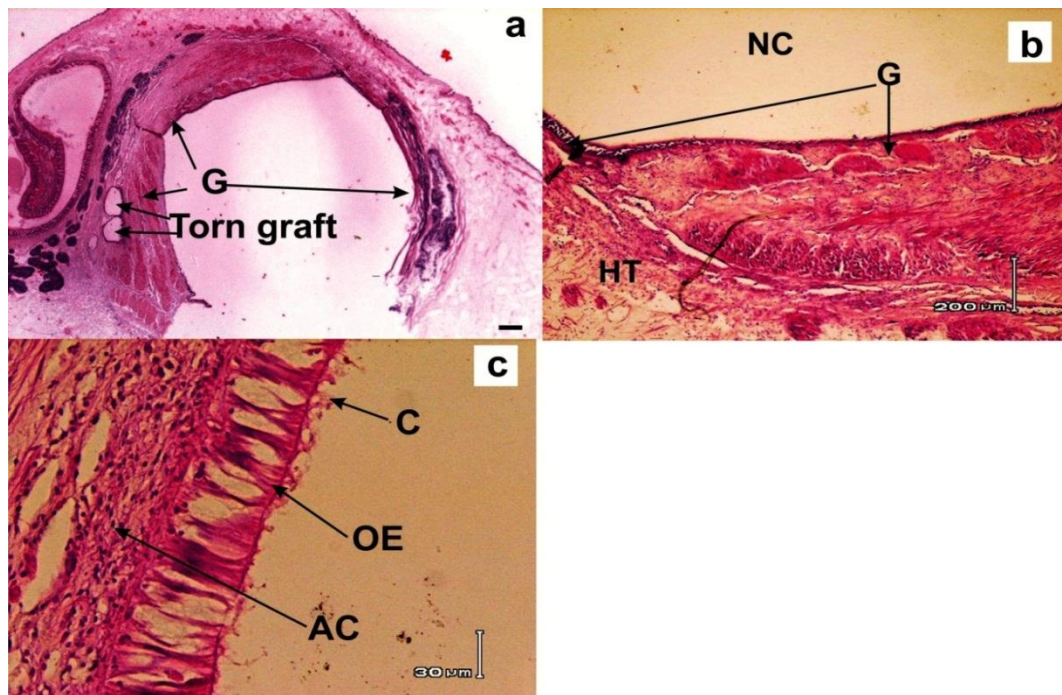 a
G
Torn graft
b
NC
G
HT
200 μm
c
C
OE
AC
30 μm